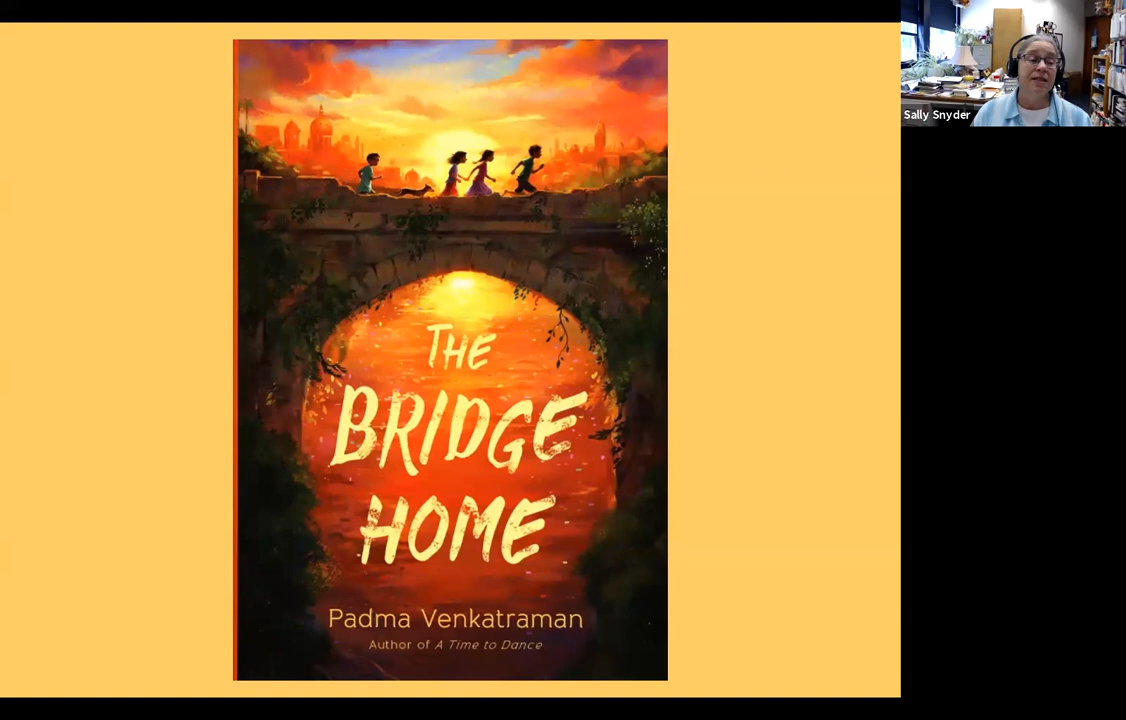 THE
BRIDGE
HOME
Padma Venkatraman
Author of A Time to Dance
Sally Snyder